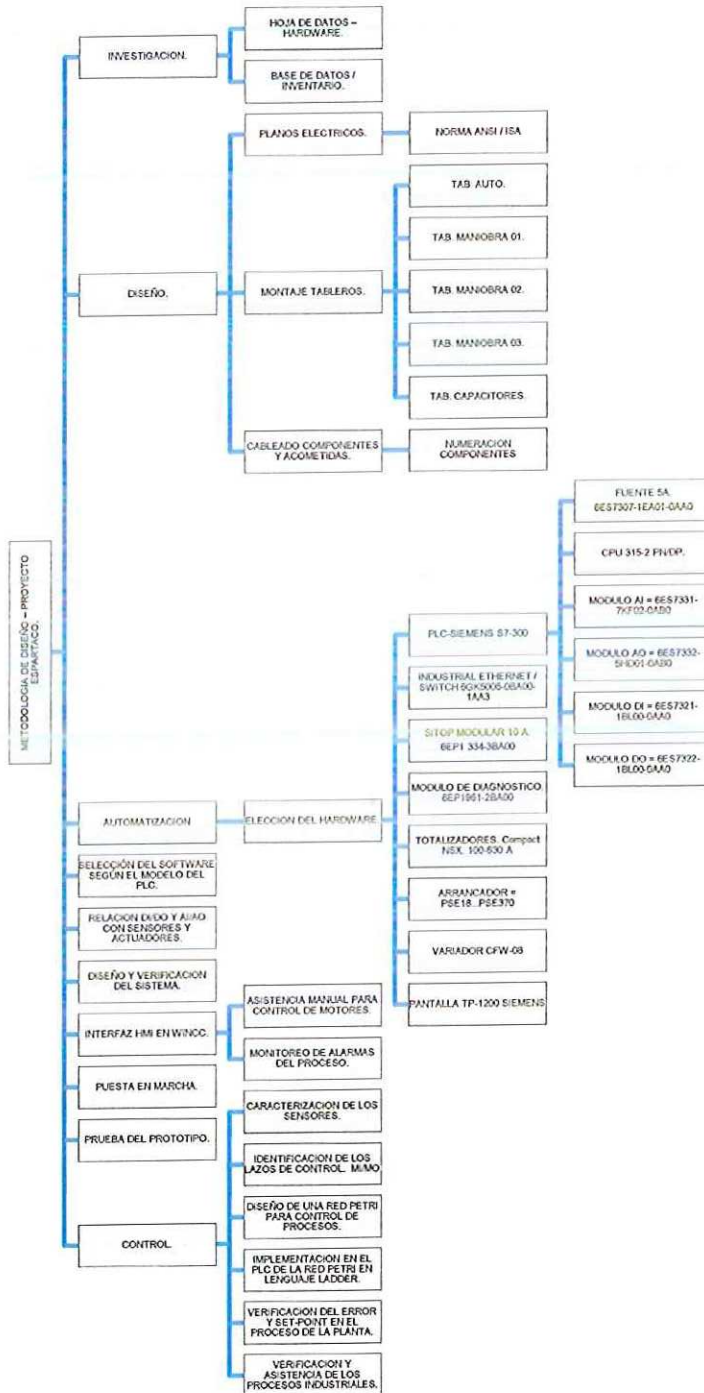 METODOLOGIA DE DISEÑO – PROYECTO
ESPARTACO.
INVESTIGACION.
HOJA DE DATOS –
HARDWARE.
BASE DE DATOS /
INVENTARIO.
DISEÑO.
PLANOS ELECTRICOS.
NORMA ANSI / ISA
MONTAJE TABLEROS.
TAB. AUTO.
TAB. MANIOBRA 01.
TAB. MANIOBRA 02.
TAB. MANIOBRA 03.
TAB. CAPACITORES.
CABLEADO COMPONENTES
Y ACOMETIDAS.
NUMERACION
COMPONENTES
AUTOMATIZACION
ELECCION DEL HARDWARE
PLC-SIEMENS S7-300
FUENTE 5A.
6ES7307-1EA01-0AA0
CPU 315-2 PN/DP.
MODULO AI = 6ES7331-
7KF02-0AB0
MODULO AO = 6ES7332-
5HD01-0AB0
MODULO DI = 6ES7321-
1BL00-0AA0
MODULO DO = 6ES7322-
1BL00-0AA0
INDUSTRIAL ETHERNET /
SWITCH 6GK5005-0BA00-
1AA3
SITOP MODULAR 10 A.
6EP1 334-3BA00
MODULO DE DIAGNOSTICO.
6EP1961-2BA00
TOTALIZADORES. Compact
NSX. 100-630 A
ARRANCADOR =
PSE18...PSE370
VARIADOR CFW-08
PANTALLA TP-1200 SIEMENS
SELECCIÓN DEL SOFTWARE
SEGÚN EL MODELO DEL
PLC.
RELACION DI/DO Y AI/AO
CON SENSORES Y
ACTUADORES.
DISEÑO Y VERIFICACION
DEL SISTEMA.
INTERFAZ HMI EN WINCC.
ASISTENCIA MANUAL PARA
CONTROL DE MOTORES.
MONITOREO DE ALARMAS
DEL PROCESO.
PUESTA EN MARCHA.
PRUEBA DEL PROTOTIPO.
CONTROL.
CARACTERIZACION DE LOS
SENSORES.
IDENTIFICACION DE LOS
LAZOS DE CONTROL. MIMO
DISEÑO DE UNA RED PETRI
PARA CONTROL DE
PROCESOS.
IMPLEMENTACION EN EL
PLC DE LA RED PETRI EN
LENGUAJE LADDER.
VERIFICACION DEL ERROR
Y SET-POINT EN EL
PROCESO DE LA PLANTA.
VERIFICACION Y
ASISTENCIA DE LOS
PROCESOS INDUSTRIALES.